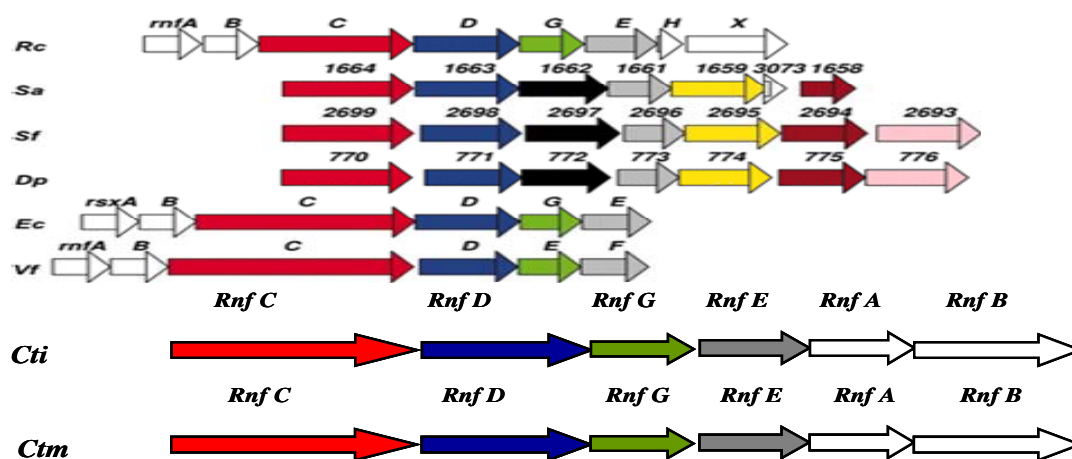 rnfA B C D G E H X
Rc
1664 1663 1662 1661 1659 3073 1658
Sa
2699 2698 2697 2696 2695 2694 2693
Sf
770 771 772 773 774 775 776
Dp
rsxA B C D G E
Ec
rnfA B C D E F
Vf
Rnf C Rnf D Rnf G Rnf E Rnf A Rnf B
Cti
Rnf C Rnf D Rnf G Rnf E Rnf A Rnf B
Ctm